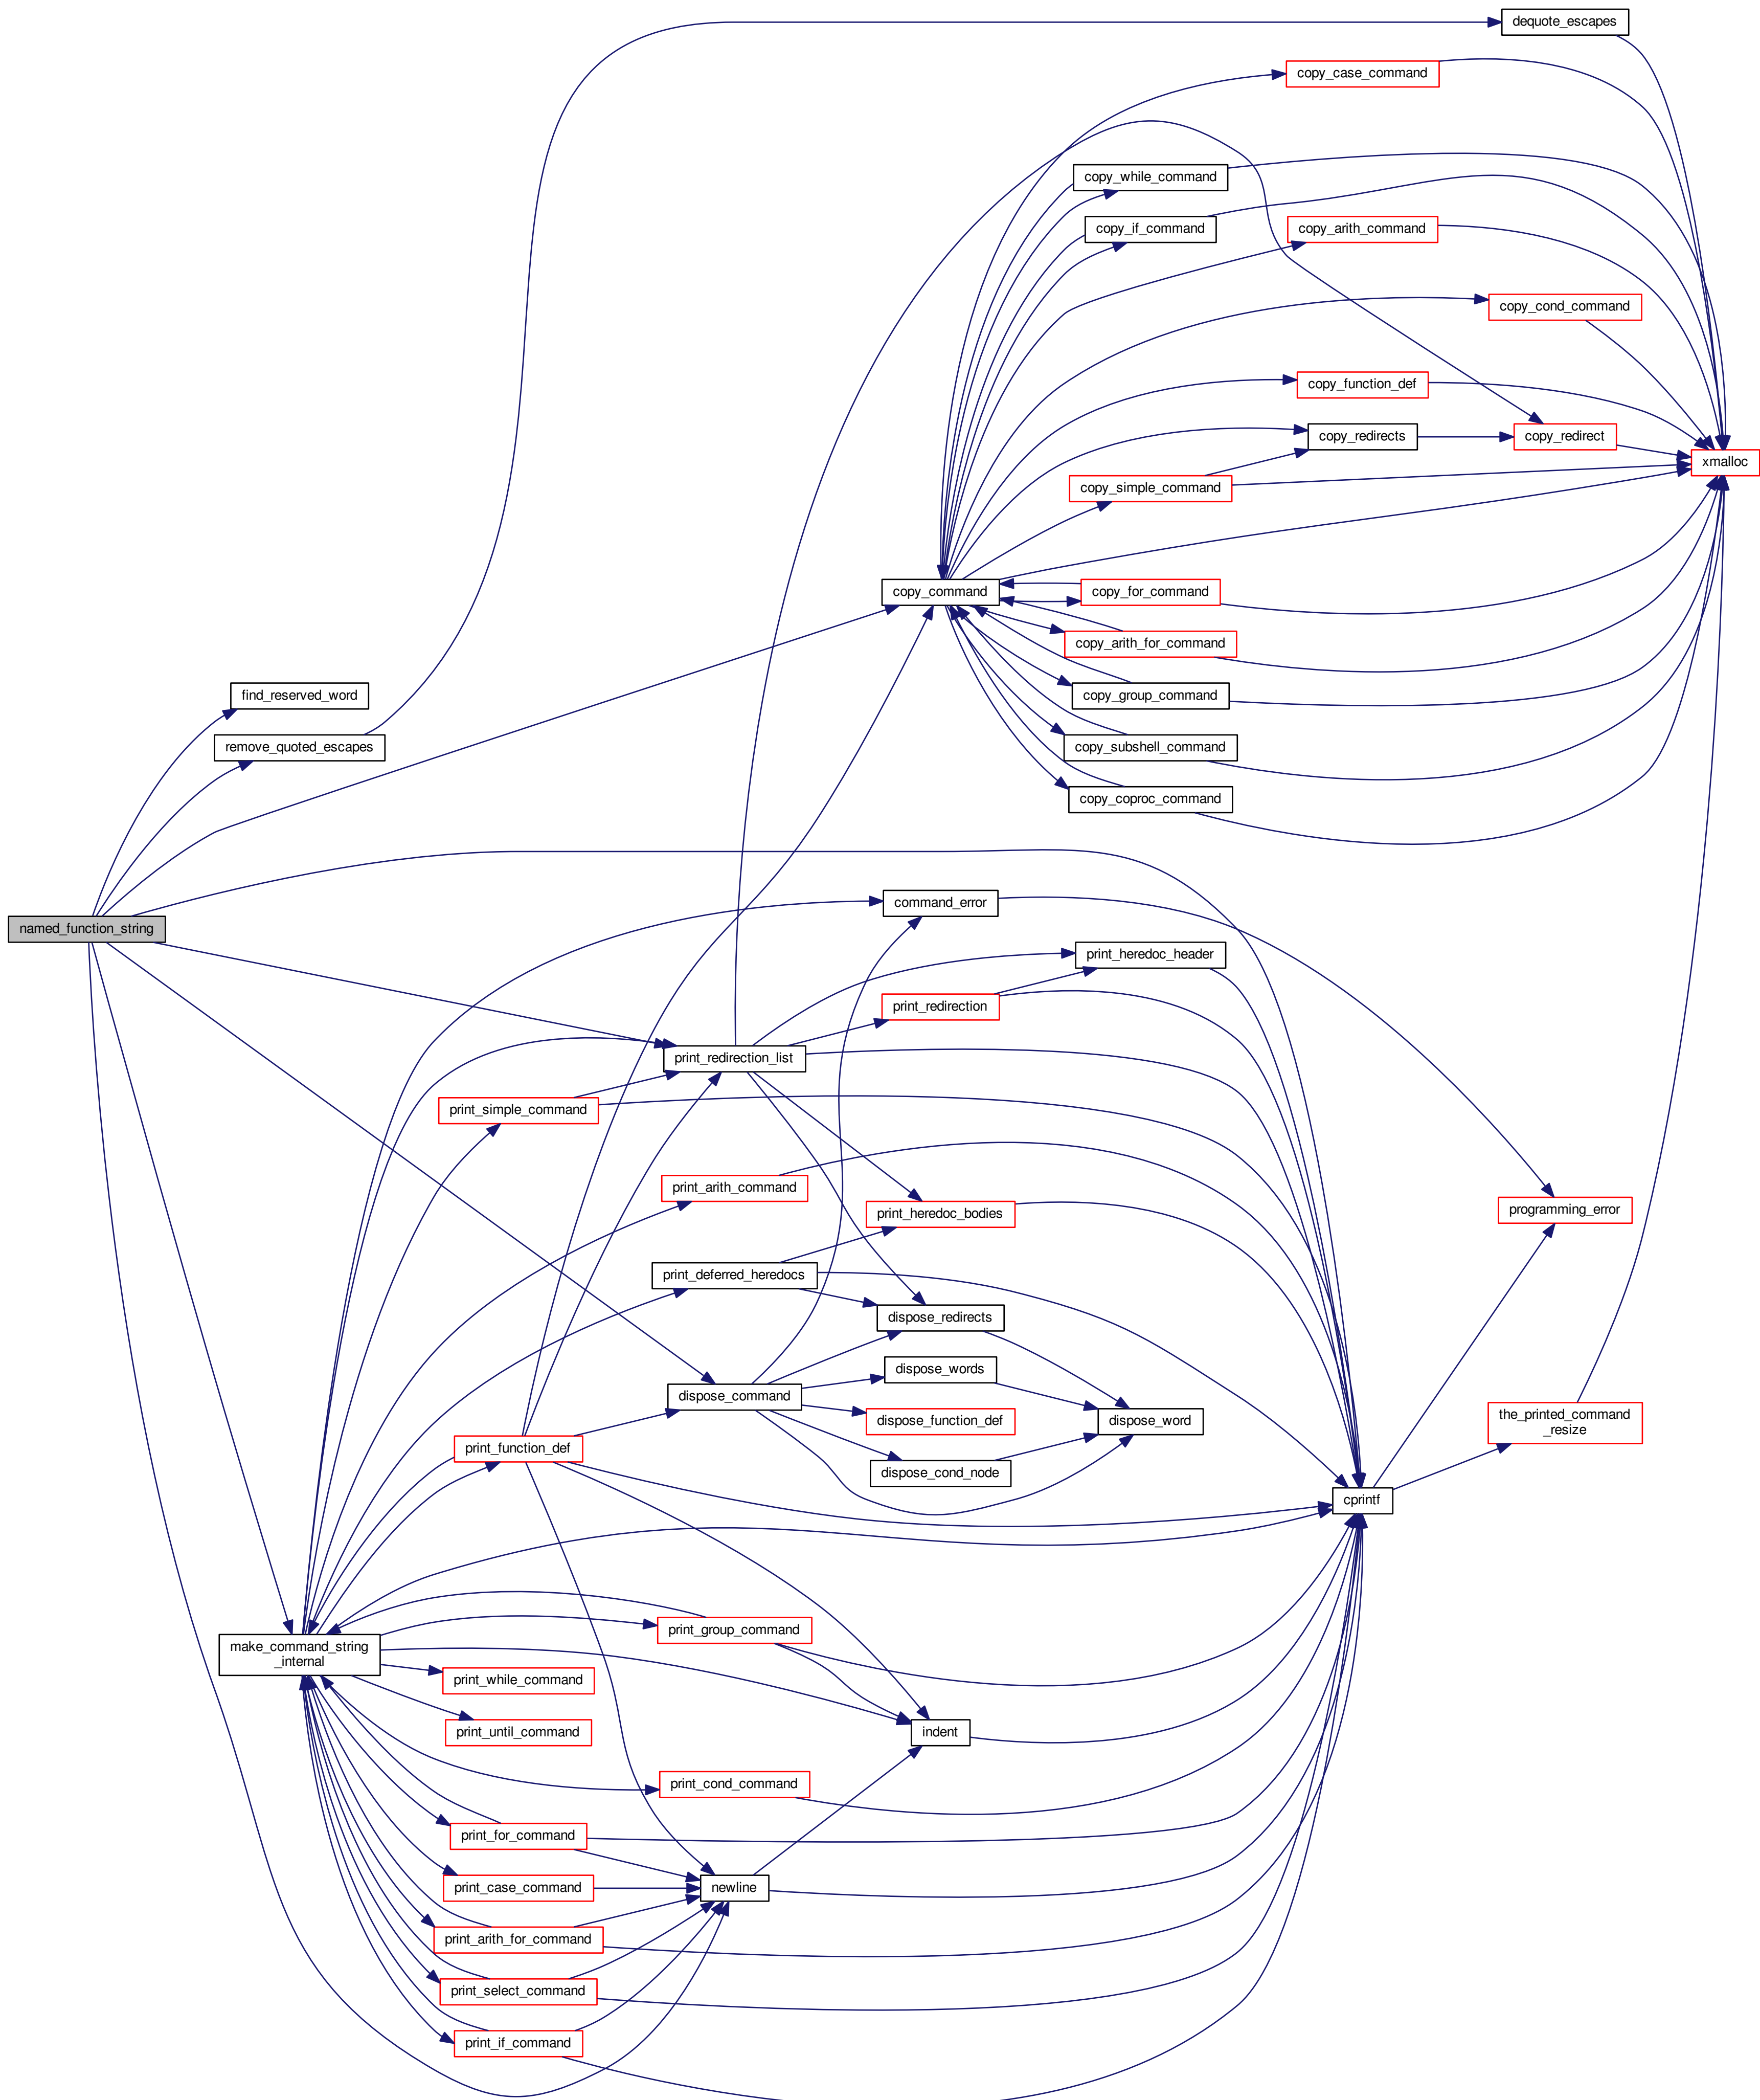 dequote_escapes
copy_case_command
copy_while_command
copy_if_command
copy_arith_command
copy_cond_command
copy_function_def
copy_redirects
copy_redirect
xmalloc
copy_simple_command
copy_command
copy_for_command
copy_arith_for_command
find_reserved_word
copy_group_command
remove_quoted_escapes
copy_subshell_command
copy_coproc_command
command_error
named_function_string
print_heredoc_header
print_redirection
print_redirection_list
print_simple_command
print_arith_command
print_heredoc_bodies
programming_error
print_deferred_heredocs
dispose_redirects
dispose_words
dispose_command
dispose_function_def
dispose_word
the_printed_command
_resize
print_function_def
dispose_cond_node
cprintf
print_group_command
make_command_string
_internal
print_while_command
print_until_command
indent
print_cond_command
print_for_command
print_case_command
newline
print_arith_for_command
print_select_command
print_if_command